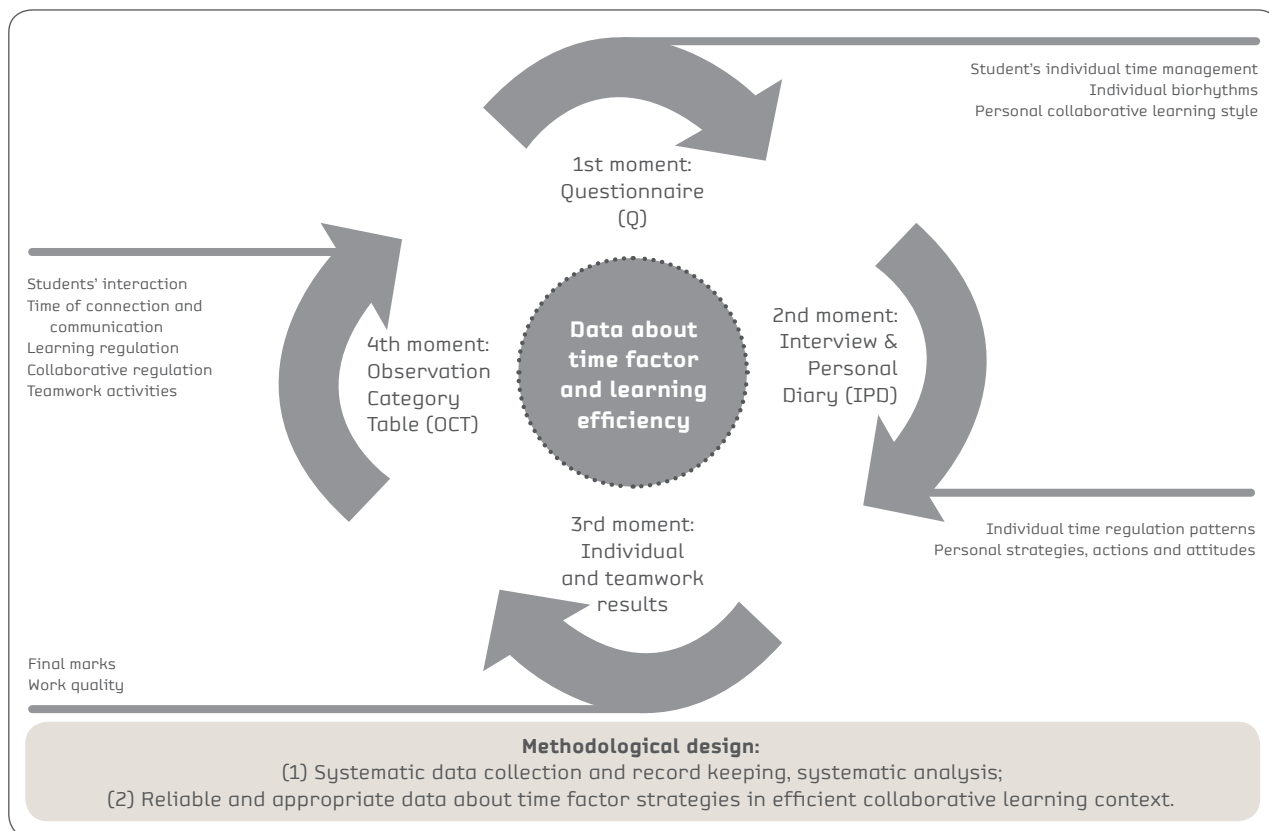 Student's individual time management
Individual biorhythms
Personal collaborative learning style
1st moment:
Questionnaire
(Q)
Students' interaction
Time of connection and
communication
Learning regulation
Collaborative regulation
Teamwork activities
4th moment:
Observation
Category
Table (OCT)
Data about
time factor
and learning
efficiency
2nd moment:
Interview &
Personal
Diary (IPD)
Individual time regulation patterns
Personal strategies, actions and attitudes
3rd moment:
Individual
and teamwork
results
Final marks
Work quality
Methodological design:
(1) Systematic data collection and record keeping, systematic analysis;
(2) Reliable and appropriate data about time factor strategies in efficient collaborative learning context.